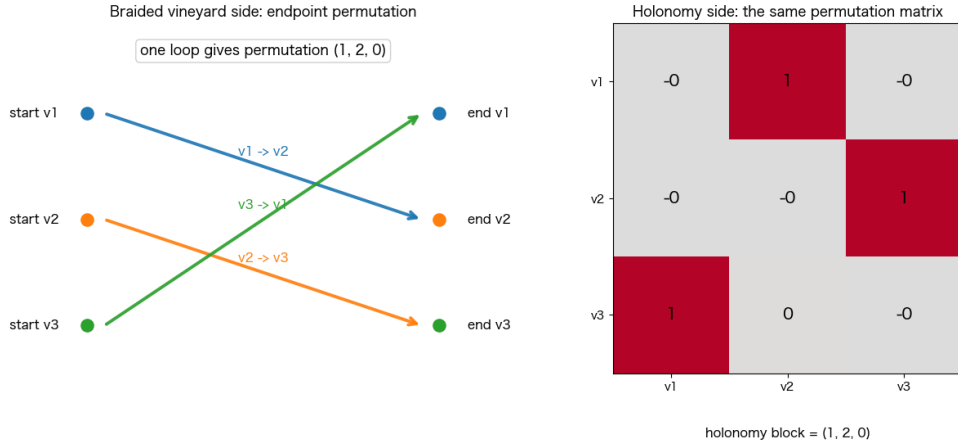 Braided vineyard side: endpoint permutation
one loop gives permutation (1, 2, 0)
start v1
end v1
v1 -> v2
v3 -> v1
start v2
end v2
v2 -> v3
start v3
end v3
Holonomy side: the same permutation matrix
v1
-0 1 -0
v2
-0 -0 1
v3
1 0 -0
v1 v2 v3
holonomy block = (1, 2, 0)